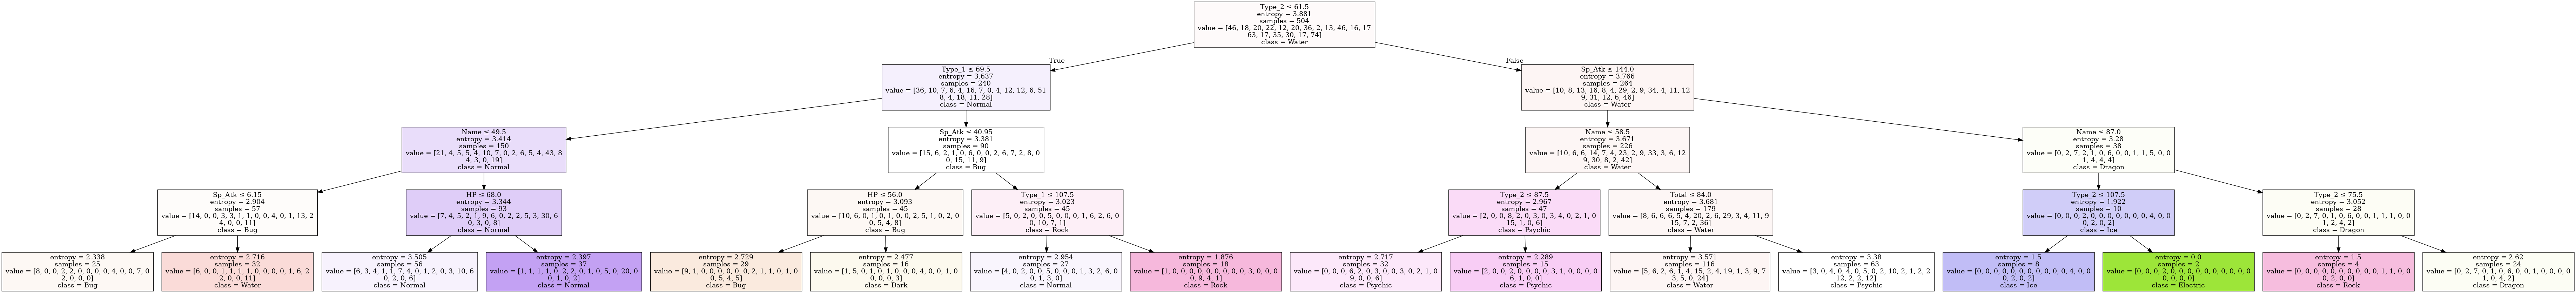 Type_2 ≤ 61.5
entropy = 3.881
samples = 504
value = [46, 18, 20, 22, 12, 20, 36, 2, 13, 46, 16, 17
63, 17, 35, 30, 17, 74]
class = Water
True
False
Type_1 ≤ 69.5
entropy = 3.637
samples = 240
value = [36, 10, 7, 6, 4, 16, 7, 0, 4, 12, 12, 6, 51
8, 4, 18, 11, 28]
class = Normal
Sp_Atk ≤ 144.0
entropy = 3.766
samples = 264
value = [10, 8, 13, 16, 8, 4, 29, 2, 9, 34, 4, 11, 12
9, 31, 12, 6, 46]
class = Water
Name ≤ 49.5
entropy = 3.414
samples = 150
value = [21, 4, 5, 5, 4, 10, 7, 0, 2, 6, 5, 4, 43, 8
4, 3, 0, 19]
class = Normal
Sp_Atk ≤ 40.95
entropy = 3.381
samples = 90
value = [15, 6, 2, 1, 0, 6, 0, 0, 2, 6, 7, 2, 8, 0
0, 15, 11, 9]
class = Bug
Name ≤ 58.5
entropy = 3.671
samples = 226
value = [10, 6, 6, 14, 7, 4, 23, 2, 9, 33, 3, 6, 12
9, 30, 8, 2, 42]
class = Water
Name ≤ 87.0
entropy = 3.28
samples = 38
value = [0, 2, 7, 2, 1, 0, 6, 0, 0, 1, 1, 5, 0, 0
1, 4, 4, 4]
class = Dragon
Sp_Atk ≤ 6.15
entropy = 2.904
samples = 57
value = [14, 0, 0, 3, 3, 1, 1, 0, 0, 4, 0, 1, 13, 2
4, 0, 0, 11]
class = Bug
HP ≤ 68.0
entropy = 3.344
samples = 93
value = [7, 4, 5, 2, 1, 9, 6, 0, 2, 2, 5, 3, 30, 6
0, 3, 0, 8]
class = Normal
HP ≤ 56.0
entropy = 3.093
samples = 45
value = [10, 6, 0, 1, 0, 1, 0, 0, 2, 5, 1, 0, 2, 0
0, 5, 4, 8]
class = Bug
Type_1 ≤ 107.5
entropy = 3.023
samples = 45
value = [5, 0, 2, 0, 0, 5, 0, 0, 0, 1, 6, 2, 6, 0
0, 10, 7, 1]
class = Rock
Type_2 ≤ 87.5
entropy = 2.967
samples = 47
value = [2, 0, 0, 8, 2, 0, 3, 0, 3, 4, 0, 2, 1, 0
15, 1, 0, 6]
class = Psychic
Total ≤ 84.0
entropy = 3.681
samples = 179
value = [8, 6, 6, 6, 5, 4, 20, 2, 6, 29, 3, 4, 11, 9
15, 7, 2, 36]
class = Water
Type_2 ≤ 107.5
entropy = 1.922
samples = 10
value = [0, 0, 0, 2, 0, 0, 0, 0, 0, 0, 0, 4, 0, 0
0, 2, 0, 2]
class = Ice
Type_2 ≤ 75.5
entropy = 3.052
samples = 28
value = [0, 2, 7, 0, 1, 0, 6, 0, 0, 1, 1, 1, 0, 0
1, 2, 4, 2]
class = Dragon
entropy = 2.338
samples = 25
value = [8, 0, 0, 2, 2, 0, 0, 0, 0, 4, 0, 0, 7, 0
2, 0, 0, 0]
class = Bug
entropy = 2.716
samples = 32
value = [6, 0, 0, 1, 1, 1, 1, 0, 0, 0, 0, 1, 6, 2
2, 0, 0, 11]
class = Water
entropy = 3.505
samples = 56
value = [6, 3, 4, 1, 1, 7, 4, 0, 1, 2, 0, 3, 10, 6
0, 2, 0, 6]
class = Normal
entropy = 2.397
samples = 37
value = [1, 1, 1, 1, 0, 2, 2, 0, 1, 0, 5, 0, 20, 0
0, 1, 0, 2]
class = Normal
entropy = 2.729
samples = 29
value = [9, 1, 0, 0, 0, 0, 0, 0, 2, 1, 1, 0, 1, 0
0, 5, 4, 5]
class = Bug
entropy = 2.477
samples = 16
value = [1, 5, 0, 1, 0, 1, 0, 0, 0, 4, 0, 0, 1, 0
0, 0, 0, 3]
class = Dark
entropy = 2.954
samples = 27
value = [4, 0, 2, 0, 0, 5, 0, 0, 0, 1, 3, 2, 6, 0
0, 1, 3, 0]
class = Normal
entropy = 1.876
samples = 18
value = [1, 0, 0, 0, 0, 0, 0, 0, 0, 0, 3, 0, 0, 0
0, 9, 4, 1]
class = Rock
entropy = 2.717
samples = 32
value = [0, 0, 0, 6, 2, 0, 3, 0, 0, 3, 0, 2, 1, 0
9, 0, 0, 6]
class = Psychic
entropy = 2.289
samples = 15
value = [2, 0, 0, 2, 0, 0, 0, 0, 3, 1, 0, 0, 0, 0
6, 1, 0, 0]
class = Psychic
entropy = 3.571
samples = 116
value = [5, 6, 2, 6, 1, 4, 15, 2, 4, 19, 1, 3, 9, 7
3, 5, 0, 24]
class = Water
entropy = 3.38
samples = 63
value = [3, 0, 4, 0, 4, 0, 5, 0, 2, 10, 2, 1, 2, 2
12, 2, 2, 12]
class = Psychic
entropy = 1.5
samples = 8
value = [0, 0, 0, 0, 0, 0, 0, 0, 0, 0, 0, 4, 0, 0
0, 2, 0, 2]
class = Ice
entropy = 0.0
samples = 2
value = [0, 0, 0, 2, 0, 0, 0, 0, 0, 0, 0, 0, 0, 0
0, 0, 0, 0]
class = Electric
entropy = 1.5
samples = 4
value = [0, 0, 0, 0, 0, 0, 0, 0, 0, 0, 1, 1, 0, 0
0, 2, 0, 0]
class = Rock
entropy = 2.62
samples = 24
value = [0, 2, 7, 0, 1, 0, 6, 0, 0, 1, 0, 0, 0, 0
1, 0, 4, 2]
class = Dragon